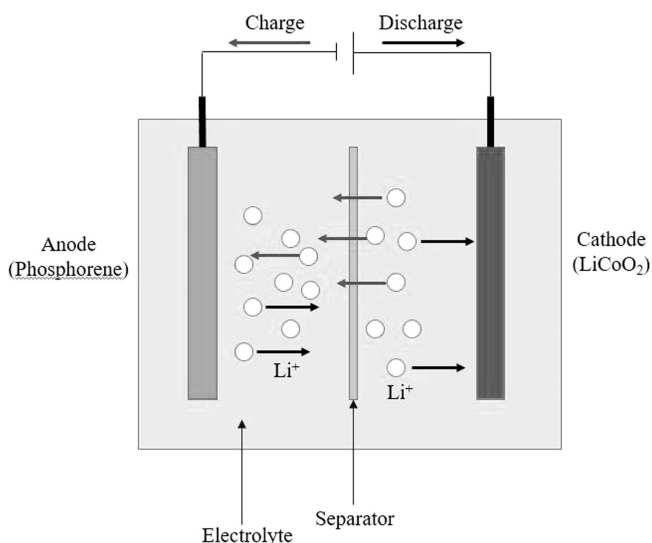 Charge
Discharge
Anode
(Phosphorene)
Cathode
(LiCoO₂)
Li⁺
Li⁺
Separator
Electrolyte